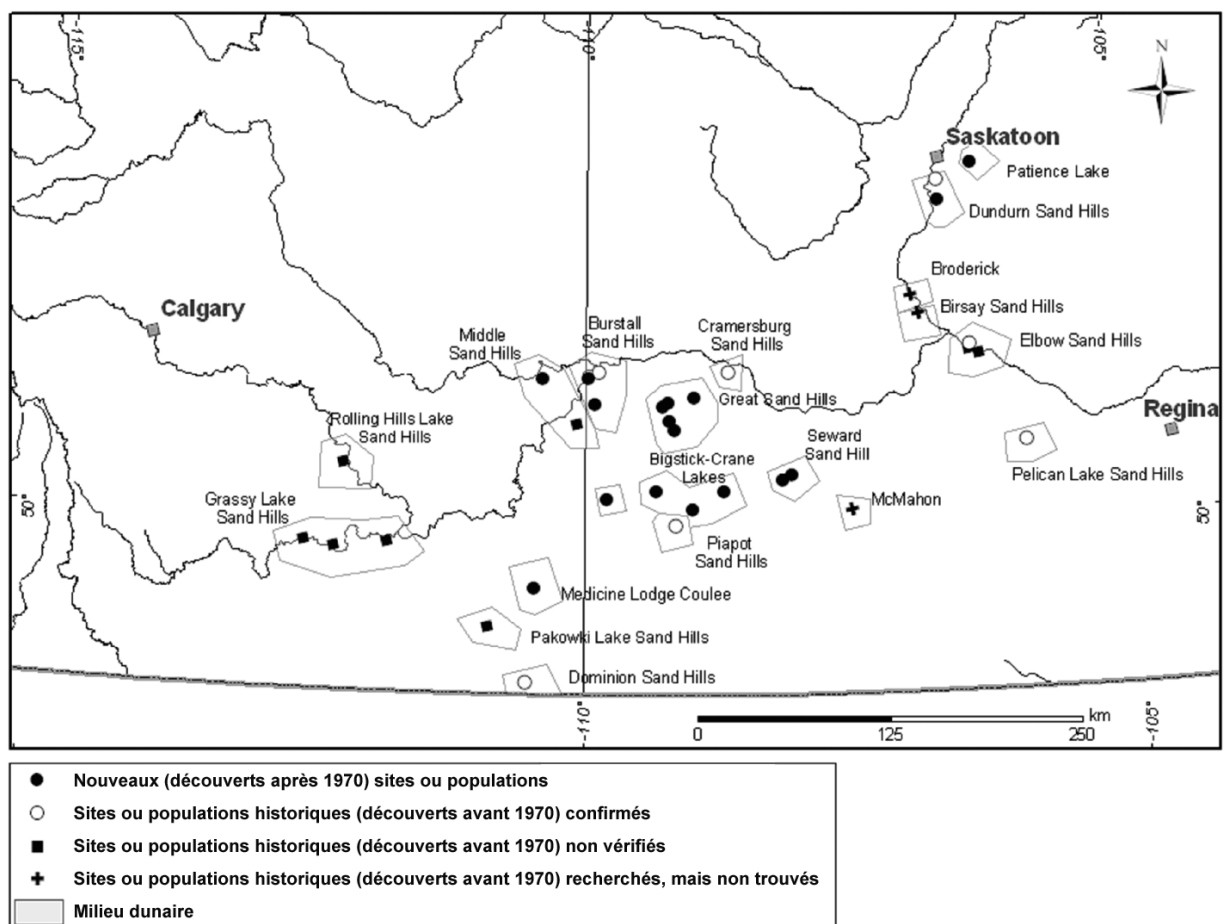 -115°
-110°
-105°
N
Saskatoon
Patience Lake
Dundurn Sand Hills
Broderick
Birsay Sand Hills
Elbow Sand Hills
Calgary
Middle
Sand Hills
Burstall
Sand Hills
Cramersburg
Sand Hills
Great Sand Hills
Regina
Rolling Hills Lake
Sand Hills
Seward
Sand Hill
Pelican Lake Sand Hills
Bigstick-Crane
Lakes
Grassy Lake
Sand Hills
50°
McMahon
50°
Piapot
Sand Hills
Medicine Lodge Coulee
Pakowki Lake Sand Hills
Dominion Sand Hills
-110°
km
0
125
250
-105°
Nouveaux (découverts après 1970) sites ou populations
Sites ou populations historiques (découverts avant 1970) confirmés
Sites ou populations historiques (découverts avant 1970) non vérifiés
Sites ou populations historiques (découverts avant 1970) recherchés, mais non trouvés
Milieu dunaire